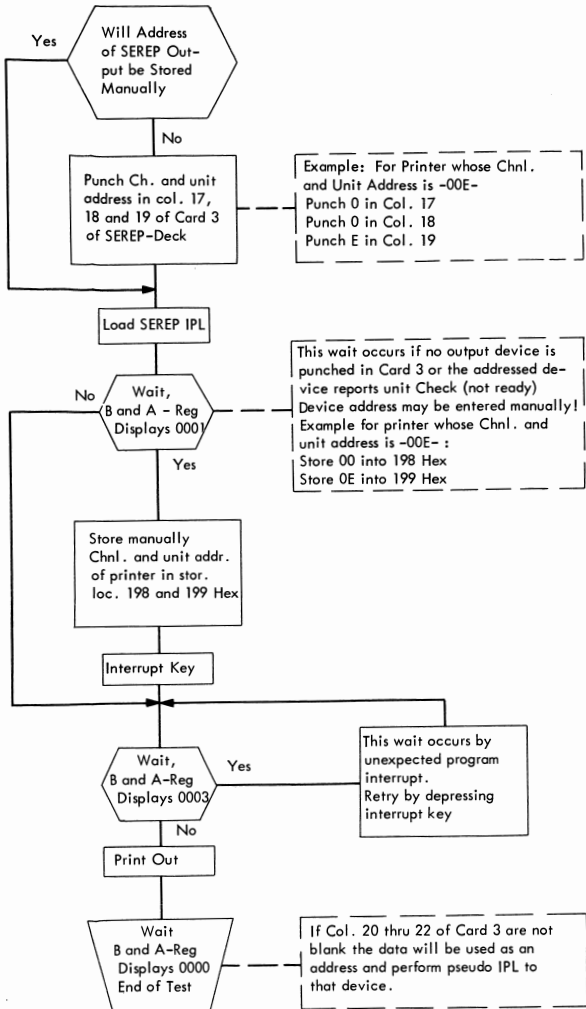 Will Address
of SEREP Out-
put be Stored
Manually
Yes
No
Punch Ch. and unit
address in col. 17,
18 and 19 of Card 3
of SEREP-Deck
Example: For Printer whose Chnl.
and Unit Address is -00E-
Punch 0 in Col. 17
Punch 0 in Col. 18
Punch E in Col. 19
Load SEREP IPL
No
Wait,
B and A - Reg
Displays 0001
Yes
This wait occurs if no output device is
punched in Card 3 or the addressed de-
vice reports unit Check (not ready)
Device address may be entered manually!
Example for printer whose Chnl. and
unit address is -00E- :
Store 00 into 198 Hex
Store 0E into 199 Hex
Store manually
Chnl. and unit addr.
of printer in stor.
loc. 198 and 199 Hex
Interrupt Key
Wait,
B and A-Reg
Displays 0003
Yes
No
This wait occurs by
unexpected program
interrupt.
Retry by depressing
interrupt key
Print Out
Wait
B and A-Reg
Displays 0000
End of Test
If Col. 20 thru 22 of Card 3 are not
blank the data will be used as an
address and perform pseudo IPL to
that device.